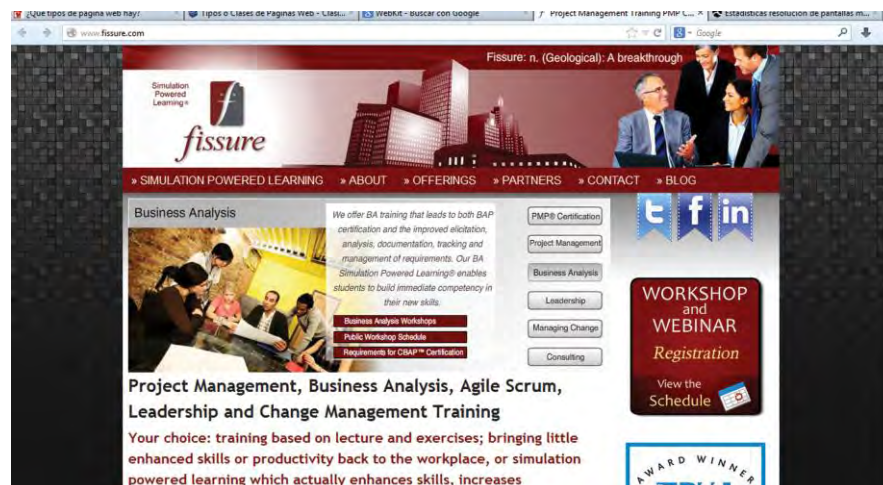 ¿Qué tipos de página web hay?
Tipos o Clases de Paginas Web - Clasi...
WebKit - Buscar con Google
Project Management Training PMP C...
Estadísticas resolución de pantallas m...
www.fissure.com
Google
Fissure: n. (Geological): A breakthrough
Simulation
Powered
Learning®
f
fissure
» SIMULATION POWERED LEARNING » ABOUT » OFFERINGS » PARTNERS » CONTACT » BLOG
Business Analysis
We offer BA training that leads to both BAP
certification and the improved elicitation,
analysis, documentation, tracking and
management of requirements. Our BA
Simulation Powered Learning® enables
students to build immediate competency in
their new skills.
Business Analysis Workshops
Public Workshop Schedule
Requirements for CBAP™ Certification
PMP® Certification
Project Management
Business Analysis
Leadership
Managing Change
Consulting
t f in
WORKSHOP
and
WEBINAR
Registration
View the
Schedule
Project Management, Business Analysis, Agile Scrum,
Leadership and Change Management Training
Your choice: training based on lecture and exercises; bringing little
enhanced skills or productivity back to the workplace, or simulation
powered learning which actually enhances skills, increases
AWARD WINNER